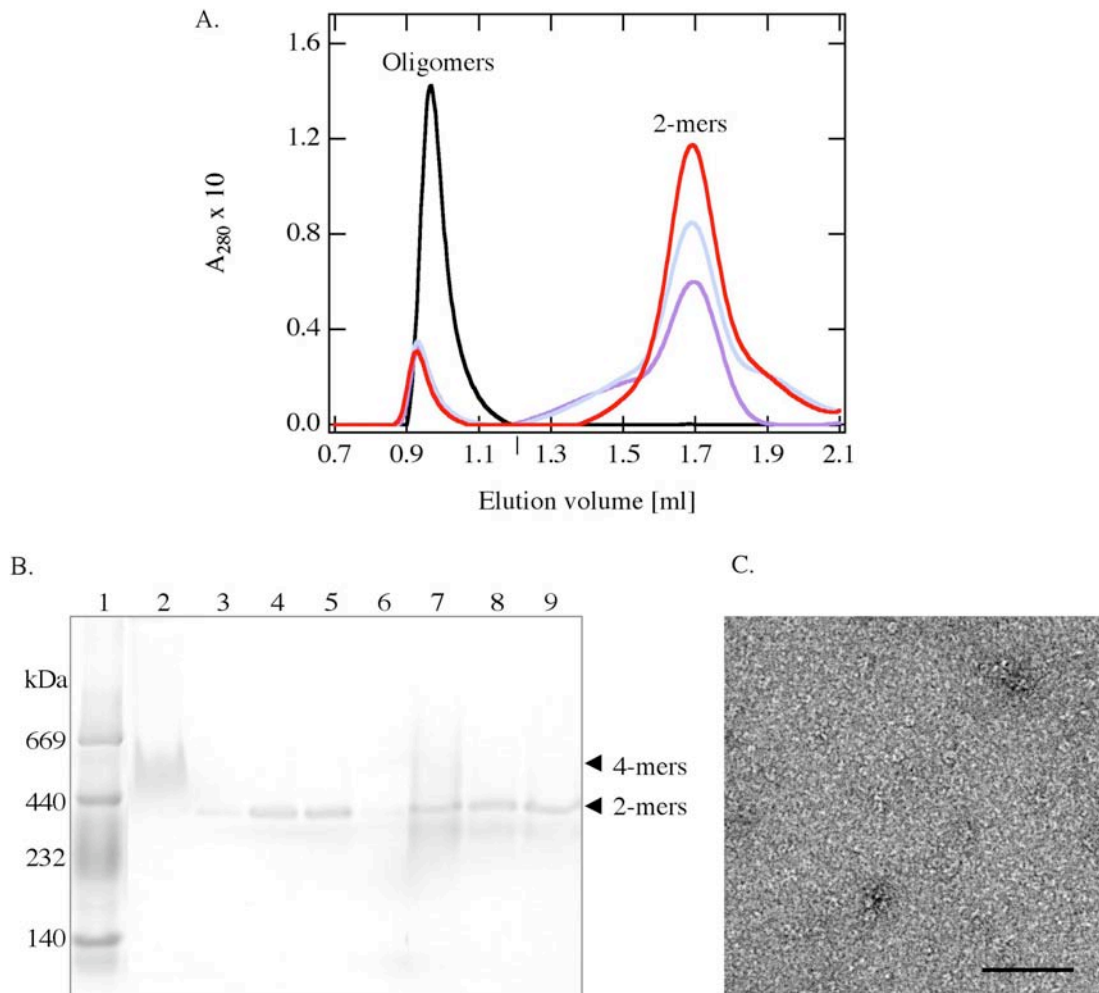 A.
Oligomers
2-mers
1.6
1.2
0.8
0.4
0.0
A280 x 10
0.7 0.9 1.1 1.3 1.5 1.7 1.9 2.1
Elution volume [ml]
B.
1 2 3 4 5 6 7 8 9
kDa
669
440
232
140
4-mers
2-mers
C.